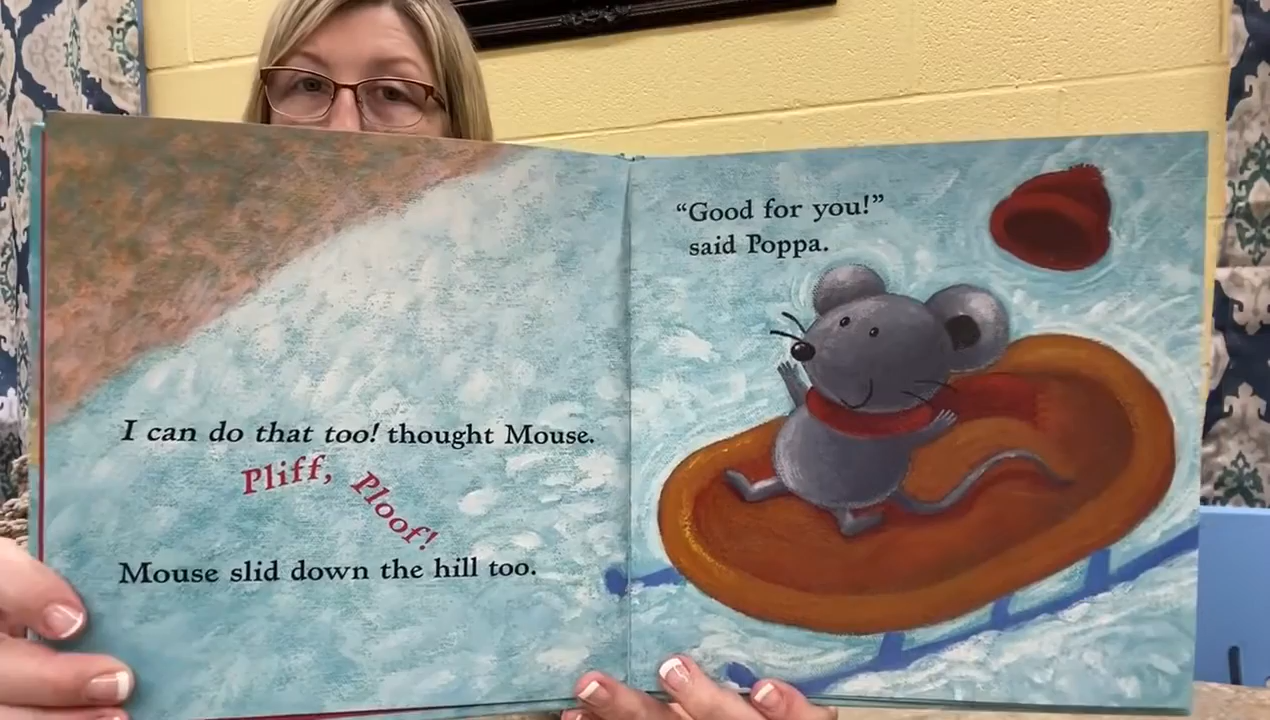 I can do that too! thought Mouse.
Pliff, Ploof!
Mouse slid down the hill too.
“Good for you!”
said Poppa.